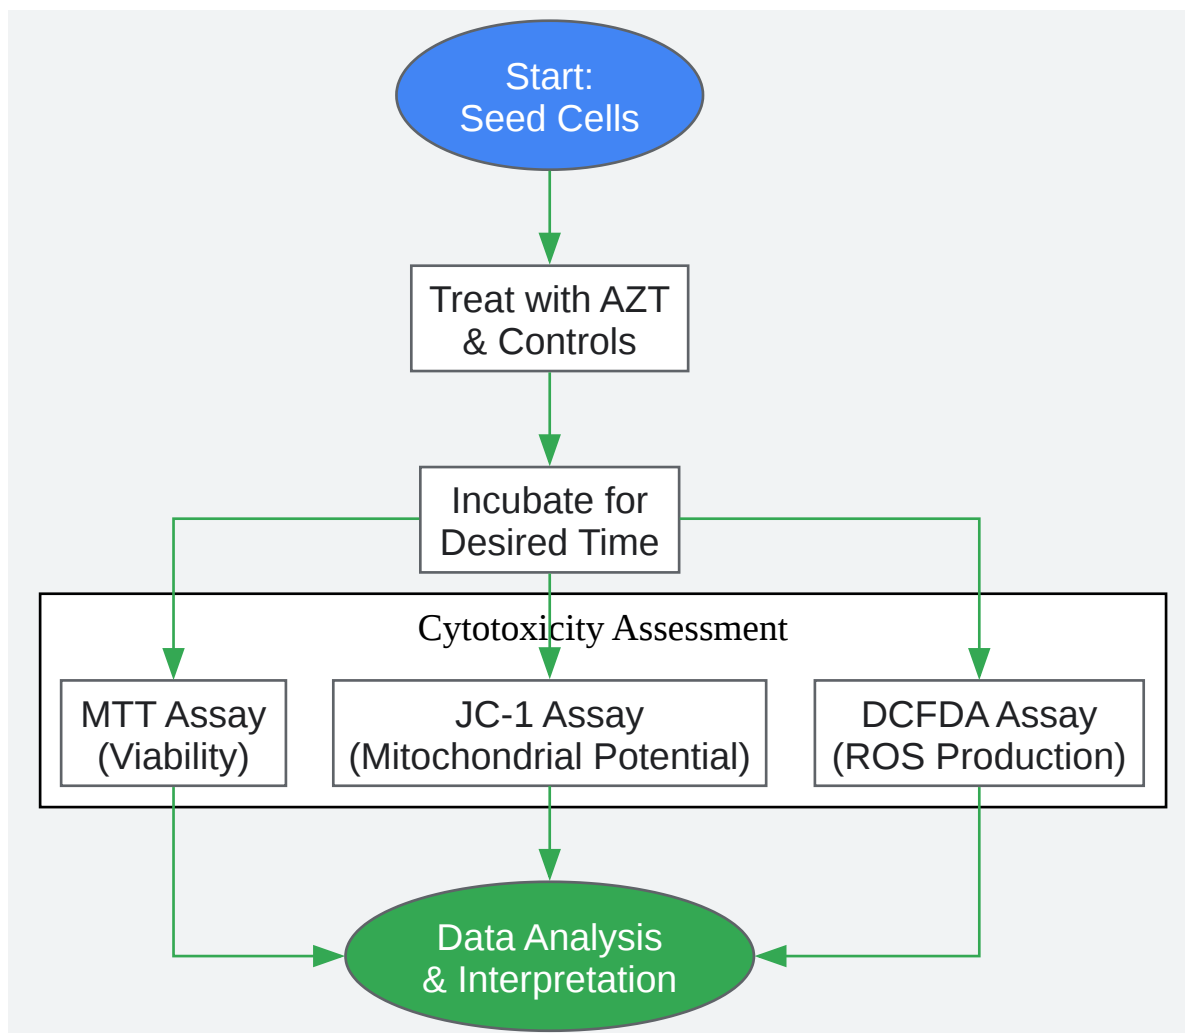 Start:
Seed Cells
Treat with AZT
& Controls
Incubate for
Desired Time
Cytotoxicity Assessment
MTT Assay
(Viability)
JC-1 Assay
(Mitochondrial Potential)
DCFDA Assay
(ROS Production)
Data Analysis
& Interpretation